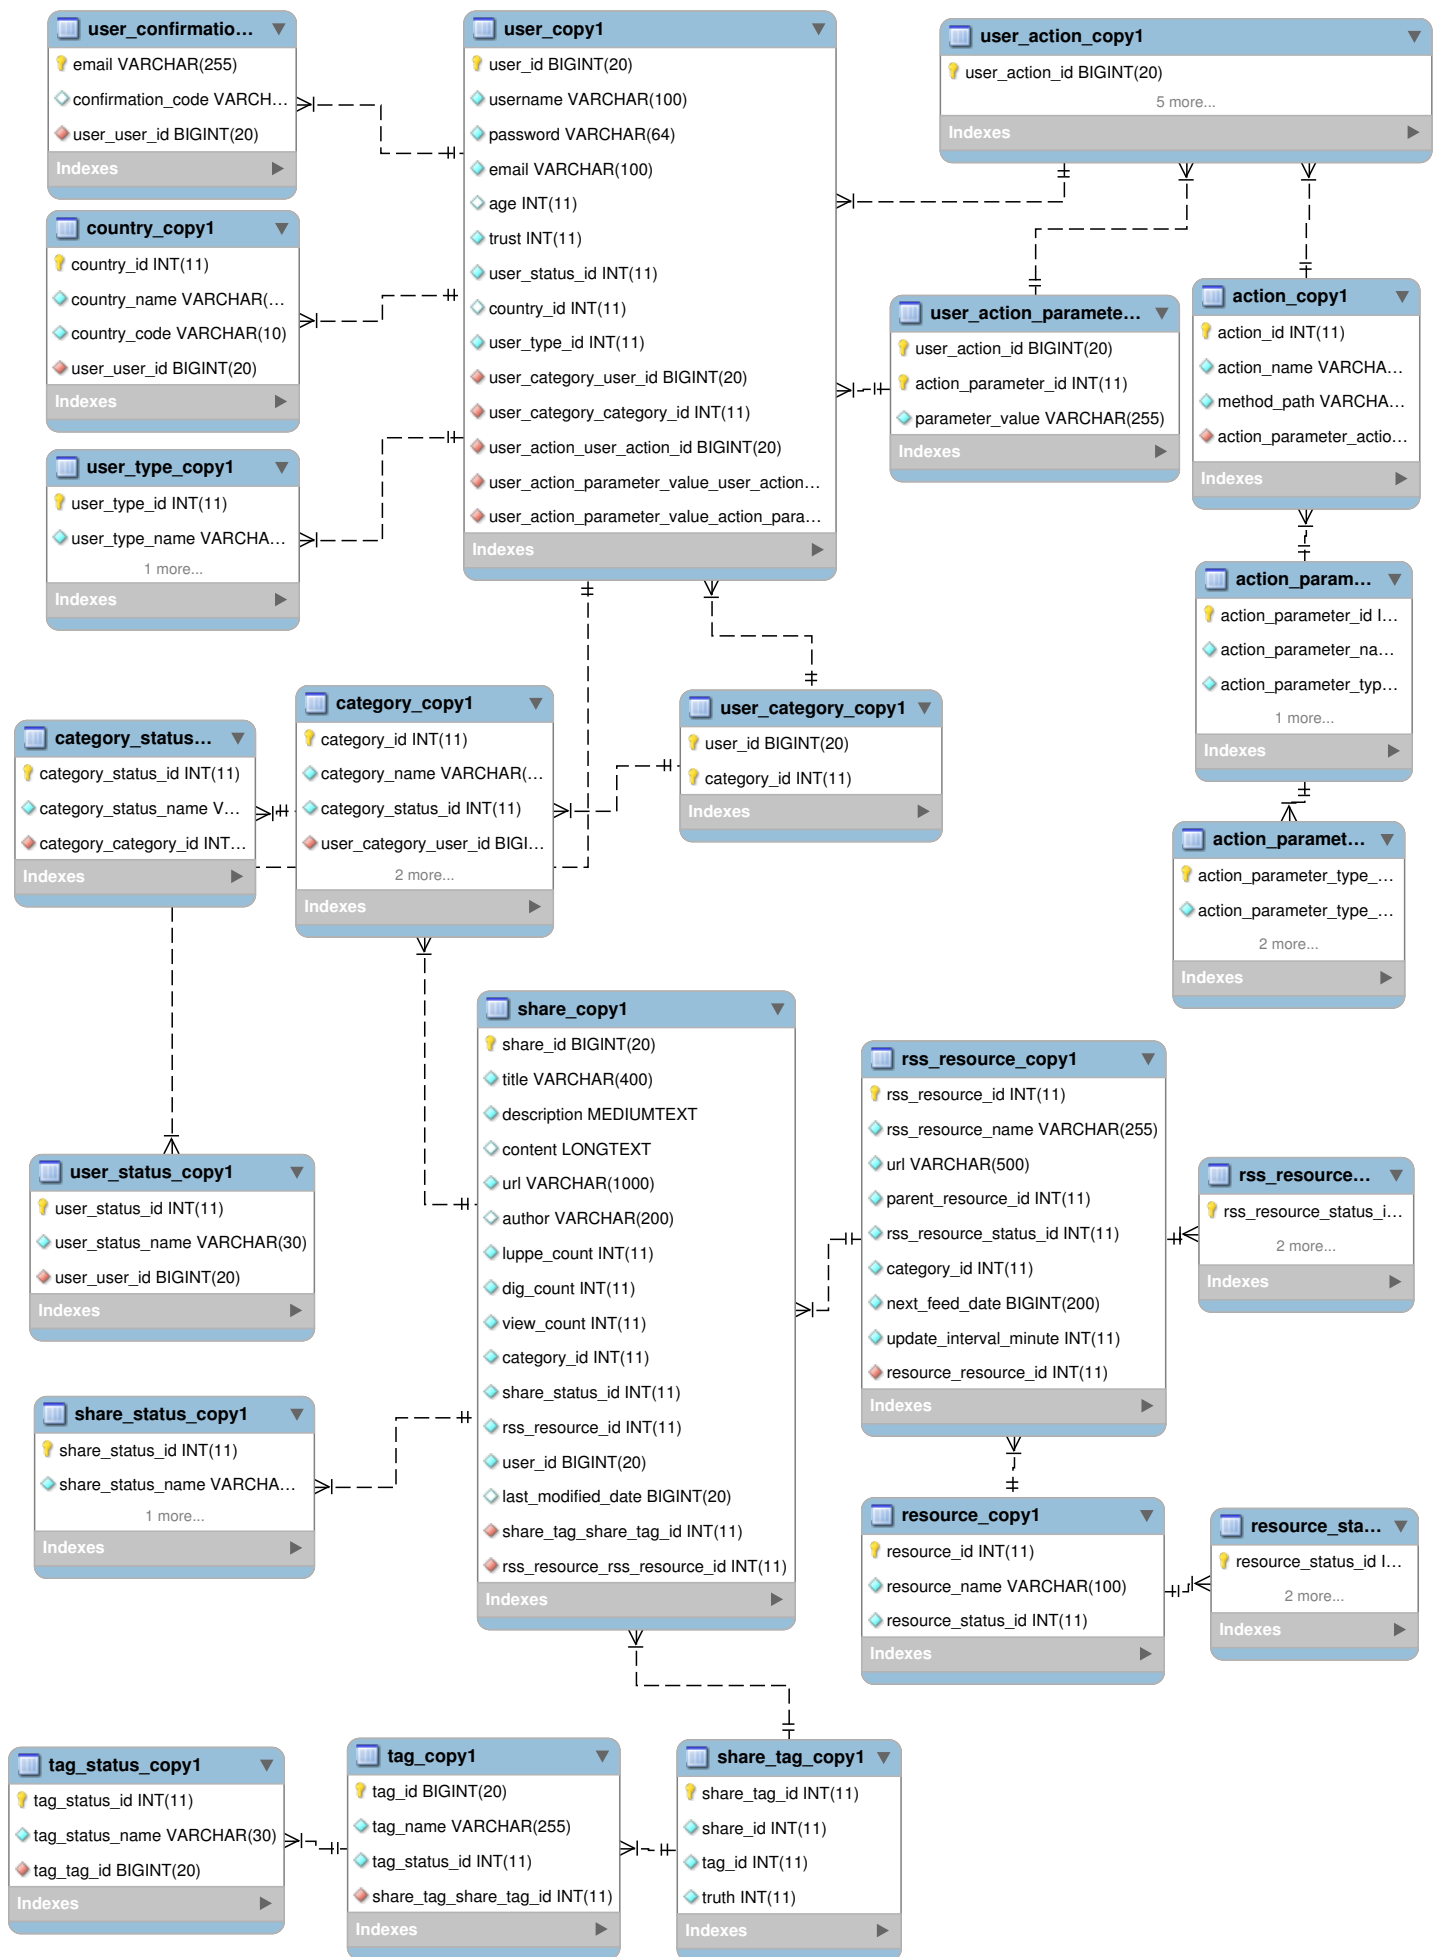 user_confirmatio...
email VARCHAR(255)
confirmation_code VARCH...
user_user_id BIGINT(20)
Indexes
country_copy1
country_id INT(11)
country_name VARCHAR(...
country_code VARCHAR(10)
user_user_id BIGINT(20)
Indexes
user_type_copy1
user_type_id INT(11)
user_type_name VARCHA...
1 more...
Indexes
user_copy1
user_id BIGINT(20)
username VARCHAR(100)
password VARCHAR(64)
email VARCHAR(100)
age INT(11)
trust INT(11)
user_status_id INT(11)
country_id INT(11)
user_type_id INT(11)
user_category_user_id BIGINT(20)
user_category_category_id INT(11)
user_action_user_action_id BIGINT(20)
user_action_parameter_value_user_action...
user_action_parameter_value_action_para...
Indexes
user_action_copy1
user_action_id BIGINT(20)
5 more...
Indexes
user_action_paramete...
user_action_id BIGINT(20)
action_parameter_id INT(11)
parameter_value VARCHAR(255)
Indexes
action_copy1
action_id INT(11)
action_name VARCHA...
method_path VARCHA...
action_parameter_actio...
Indexes
action_param...
action_parameter_id I...
action_parameter_na...
action_parameter_typ...
1 more...
Indexes
action_paramet...
action_parameter_type_...
action_parameter_type_...
2 more...
Indexes
category_status...
category_status_id INT(11)
category_status_name V...
category_category_id INT...
Indexes
category_copy1
category_id INT(11)
category_name VARCHAR(...
category_status_id INT(11)
user_category_user_id BIGI...
2 more...
Indexes
user_category_copy1
user_id BIGINT(20)
category_id INT(11)
Indexes
user_status_copy1
user_status_id INT(11)
user_status_name VARCHAR(30)
user_user_id BIGINT(20)
Indexes
share_status_copy1
share_status_id INT(11)
share_status_name VARCHA...
1 more...
Indexes
share_copy1
share_id BIGINT(20)
title VARCHAR(400)
description MEDIUMTEXT
content LONGTEXT
url VARCHAR(1000)
author VARCHAR(200)
luppe_count INT(11)
dig_count INT(11)
view_count INT(11)
category_id INT(11)
share_status_id INT(11)
rss_resource_id INT(11)
user_id BIGINT(20)
last_modified_date BIGINT(20)
share_tag_share_tag_id INT(11)
rss_resource_rss_resource_id INT(11)
Indexes
rss_resource_copy1
rss_resource_id INT(11)
rss_resource_name VARCHAR(255)
url VARCHAR(500)
parent_resource_id INT(11)
rss_resource_status_id INT(11)
category_id INT(11)
next_feed_date BIGINT(200)
update_interval_minute INT(11)
resource_resource_id INT(11)
Indexes
rss_resource...
rss_resource_status_i...
2 more...
Indexes
resource_copy1
resource_id INT(11)
resource_name VARCHAR(100)
resource_status_id INT(11)
Indexes
resource_sta...
resource_status_id I...
2 more...
Indexes
tag_status_copy1
tag_status_id INT(11)
tag_status_name VARCHAR(30)
tag_tag_id BIGINT(20)
Indexes
tag_copy1
tag_id BIGINT(20)
tag_name VARCHAR(255)
tag_status_id INT(11)
share_tag_share_tag_id INT(11)
Indexes
share_tag_copy1
share_tag_id INT(11)
share_id INT(11)
tag_id INT(11)
truth INT(11)
Indexes